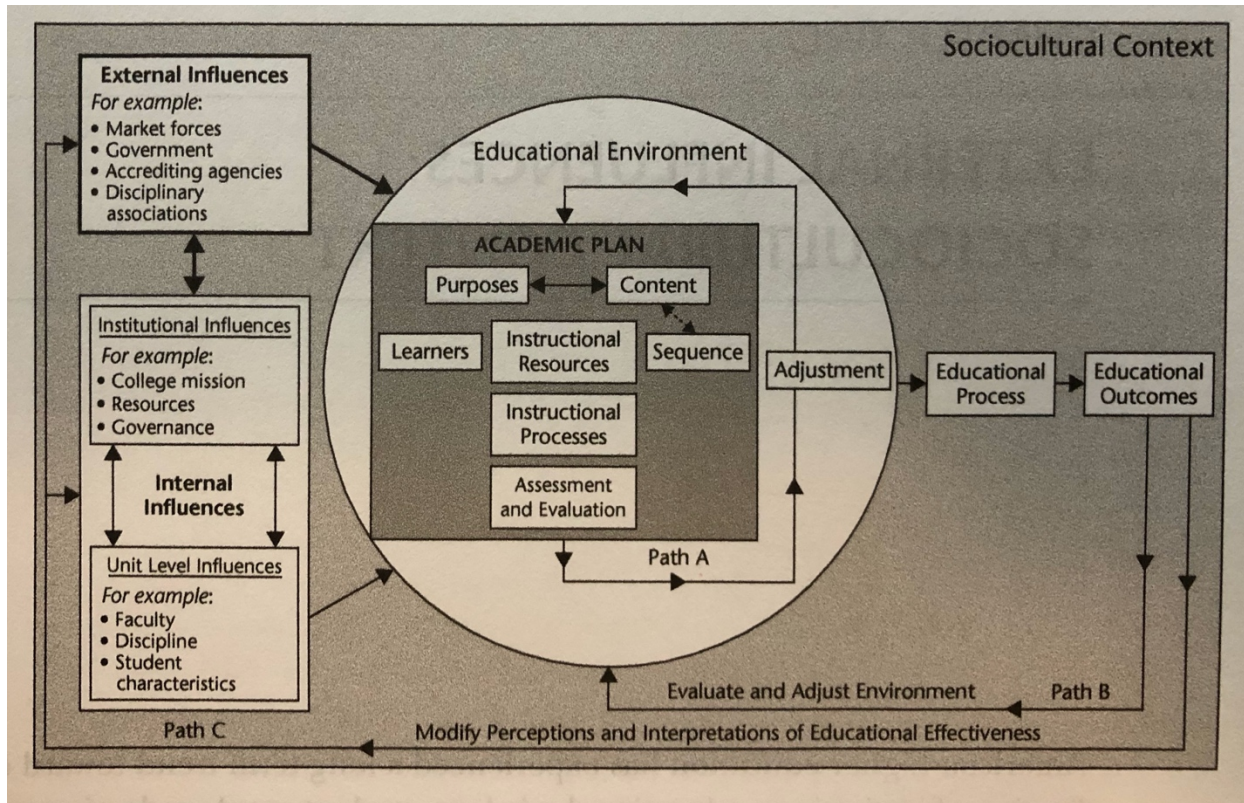 Sociocultural Context
External Influences
For example:
• Market forces
• Government
• Accrediting agencies
• Disciplinary
associations
Institutional Influences
For example:
• College mission
• Resources
• Governance
Internal
Influences
Unit Level Influences
For example:
• Faculty
• Discipline
• Student
characteristics
Educational Environment
ACADEMIC PLAN
Purposes
Content
Learners
Instructional
Resources
Sequence
Instructional
Processes
Assessment
and Evaluation
Adjustment
Path A
Educational
Process
Educational
Outcomes
Evaluate and Adjust Environment
Path B
Path C
Modify Perceptions and Interpretations of Educational Effectiveness